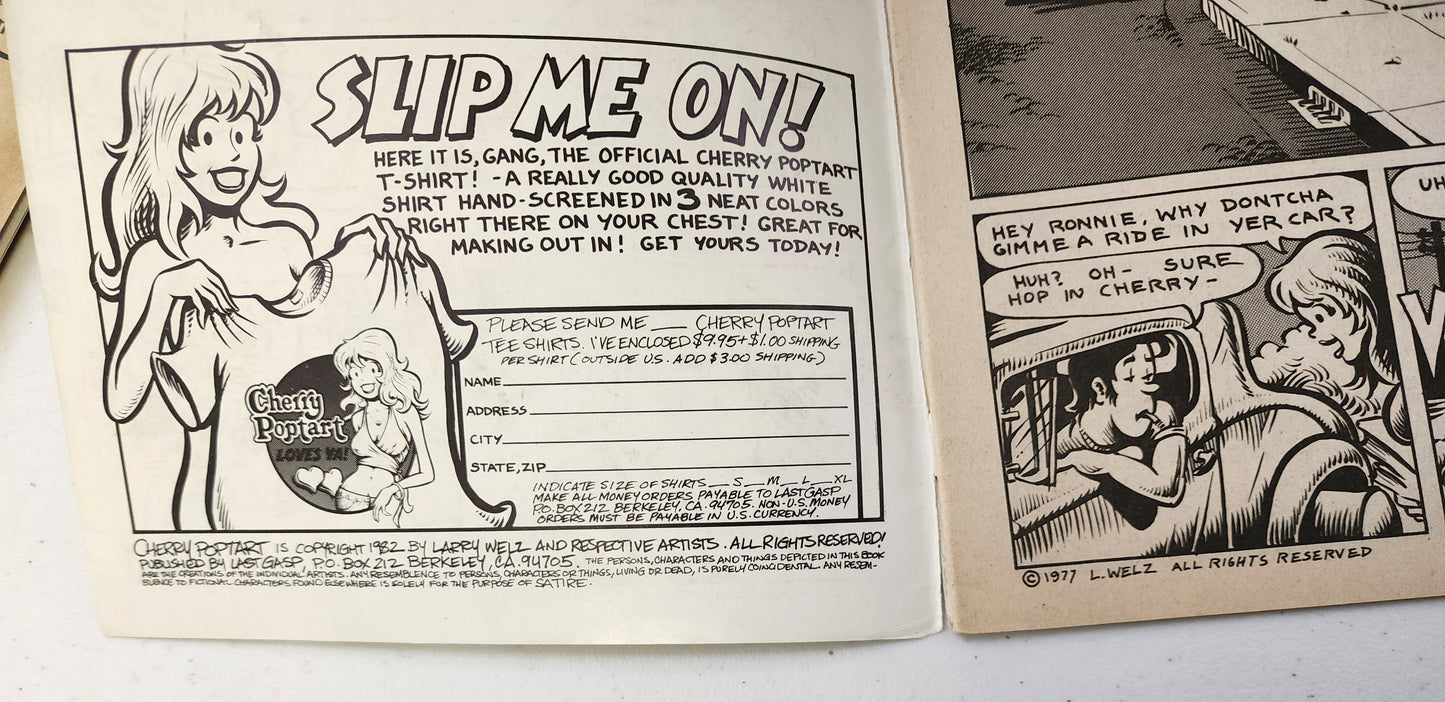 SLIP ME ON!
HERE IT IS, GANG, THE OFFICIAL CHERRY POPTART
T-SHIRT! -A REALLY GOOD QUALITY WHITE
SHIRT HAND-SCREENED IN 3 NEAT COLORS
RIGHT THERE ON YOUR CHEST! GREAT FOR
MAKING OUT IN! GET YOURS TODAY!
Cherry
Poptart
LOVES YA!
PLEASE SEND ME ___ CHERRY POPTART
TEE SHIRTS. I'VE ENCLOSED $9.95+$1.00 SHIPPING
PER SHIRT (OUTSIDE U.S. ADD $3.00 SHIPPING)
NAME
ADDRESS
CITY
STATE, ZIP
INDICATE SIZE OF SHIRTS __S __M __L __XL
MAKE ALL MONEY ORDERS PAYABLE TO LAST GASP
P.O. BOX 212 BERKELEY, CA. 94705. NON-U.S. MONEY
ORDERS MUST BE PAYABLE IN U.S. CURRENCY.
CHERRY POPTART IS COPYRIGHT 1982 BY LARRY WELZ AND RESPECTIVE ARTISTS. ALL RIGHTS RESERVED!
PUBLISHED BY LAST GASP, P.O. BOX 212 BERKELEY, CA. 94705. THE PERSONS, CHARACTERS AND THINGS DEPICTED IN THIS BOOK
ARE THE CREATIONS OF THE INDIVIDUAL ARTISTS. ANY RESEMBLENCE TO PERSONS, CHARACTERS OR THINGS, LIVING OR DEAD, IS PURELY COINCIDENTAL. ANY RESEM-
BLENCE TO FICTIONAL CHARACTERS FOUND ELSEWHERE IS SOLELY FOR THE PURPOSE OF SATIRE.
HEY RONNIE, WHY DONTCHA
GIMME A RIDE IN YER CAR?
HUH? OH- SURE
HOP IN CHERRY-
UH
© 1977 L. WELZ ALL RIGHTS RESERVED